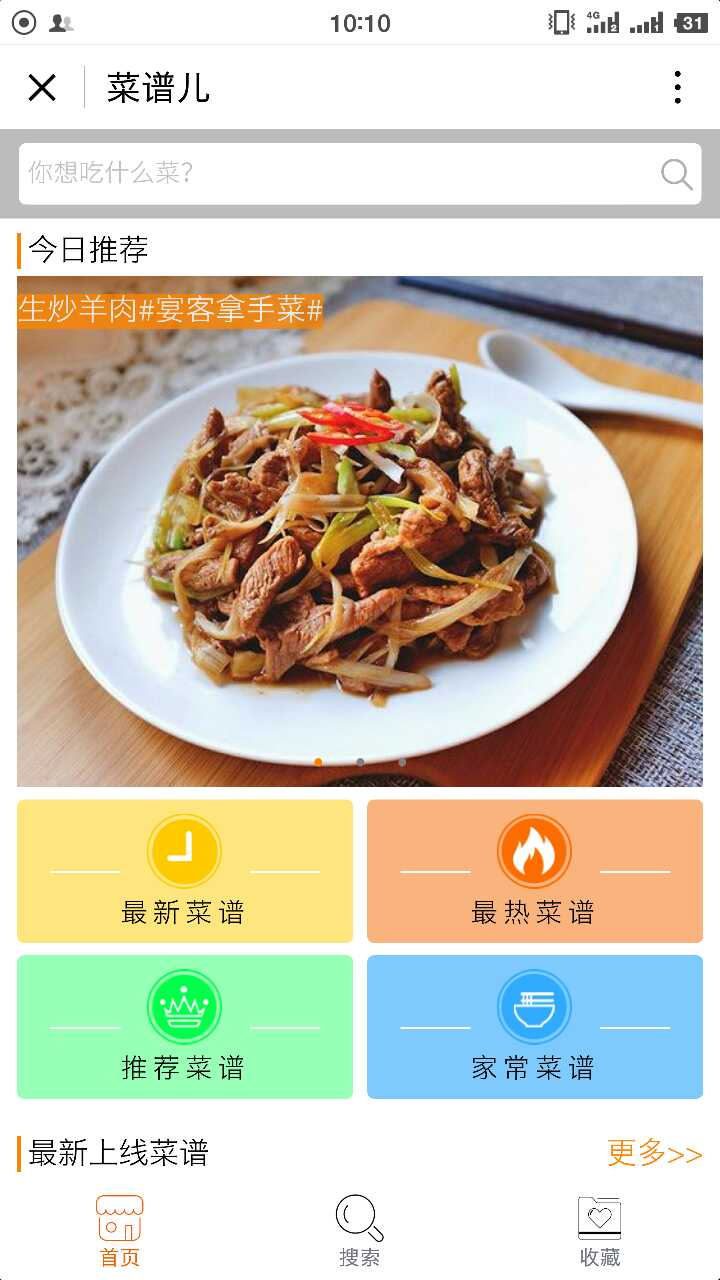 10:10
4G
2
1
31
菜谱儿
你想吃什么菜?
今日推荐
生炒羊肉#宴客拿手菜#
最新菜谱
最热菜谱
推荐菜谱
家常菜谱
最新上线菜谱
更多>>
首页
搜索
收藏